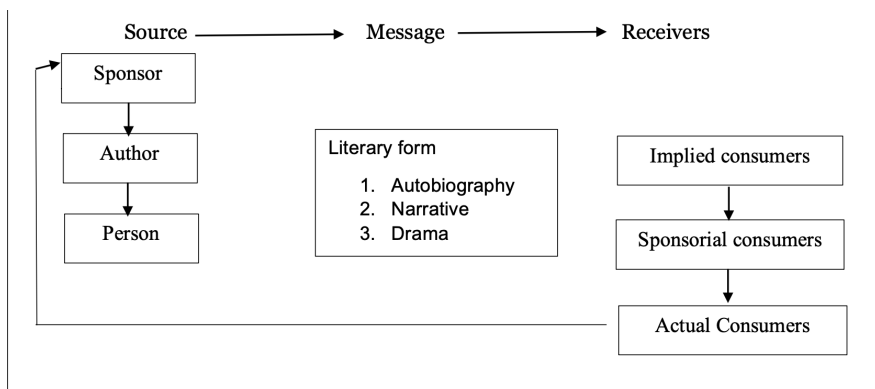 Source
Message
Receivers
Sponsor
Author
Person
Literary form
1. Autobiography
2. Narrative
3. Drama
Implied consumers
Sponsorial consumers
Actual Consumers